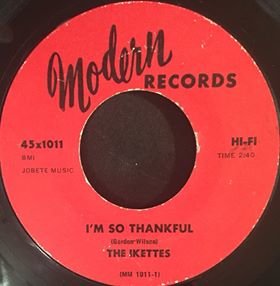 Modern
RECORDS
45x1011
HI-FI
BMI
TIME 2:40
JOBETE MUSIC
I'M SO THANKFUL
(Gordon-Wilson)
THE IKETTES
(MM 1011-1)